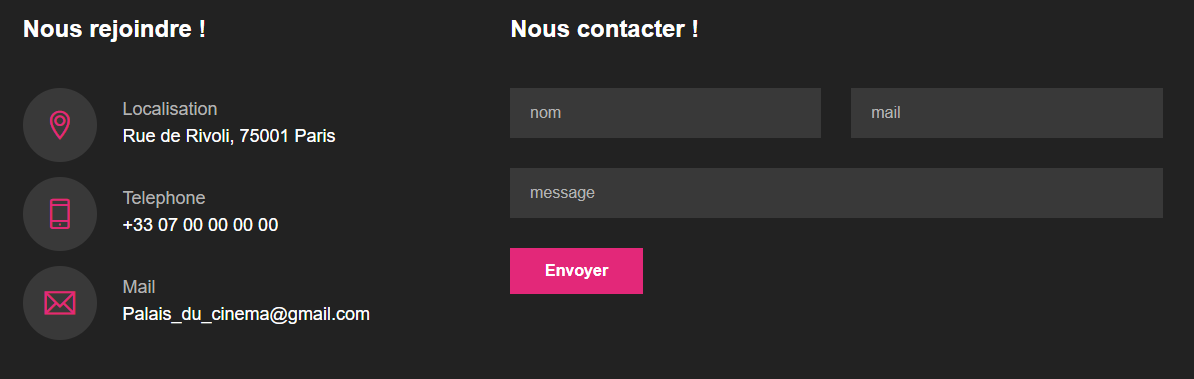 Nous rejoindre !
Localisation
Rue de Rivoli, 75001 Paris
Telephone
+33 07 00 00 00 00
Mail
Palais_du_cinema@gmail.com
Nous contacter !
nom
mail
message
Envoyer